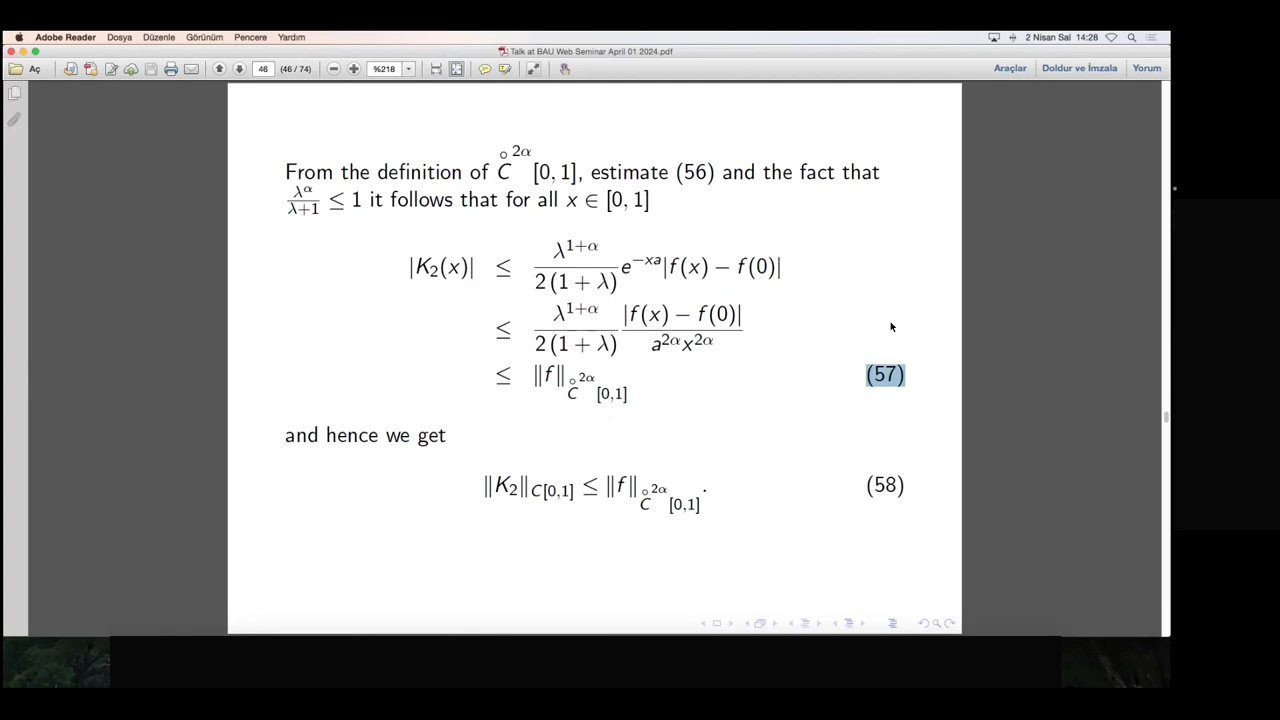 Adobe Reader Dosya Düzenle Görünüm Pencere Yardım 2 Nisan Sal 14:28
Talk at BAU Web Seminar April 01 2024.pdf
Aç 46 (46 / 74) %218 Araçlar Doldur ve İmzala Yorum
From the definition of C̊^{2α}[0, 1], estimate (56) and the fact that
λ^α/(λ+1) ≤ 1 it follows that for all x ∈ [0, 1]
|K₂(x)| ≤ λ^{1+α}/(2 (1 + λ)) e^{−xa}|f(x) − f(0)|
≤ λ^{1+α}/(2 (1 + λ)) |f(x) − f(0)|/(a^{2α}x^{2α})
≤ ‖f‖_{C̊^{2α}[0,1]} (57)
and hence we get
‖K₂‖_{C[0,1]} ≤ ‖f‖_{C̊^{2α}[0,1]}. (58)